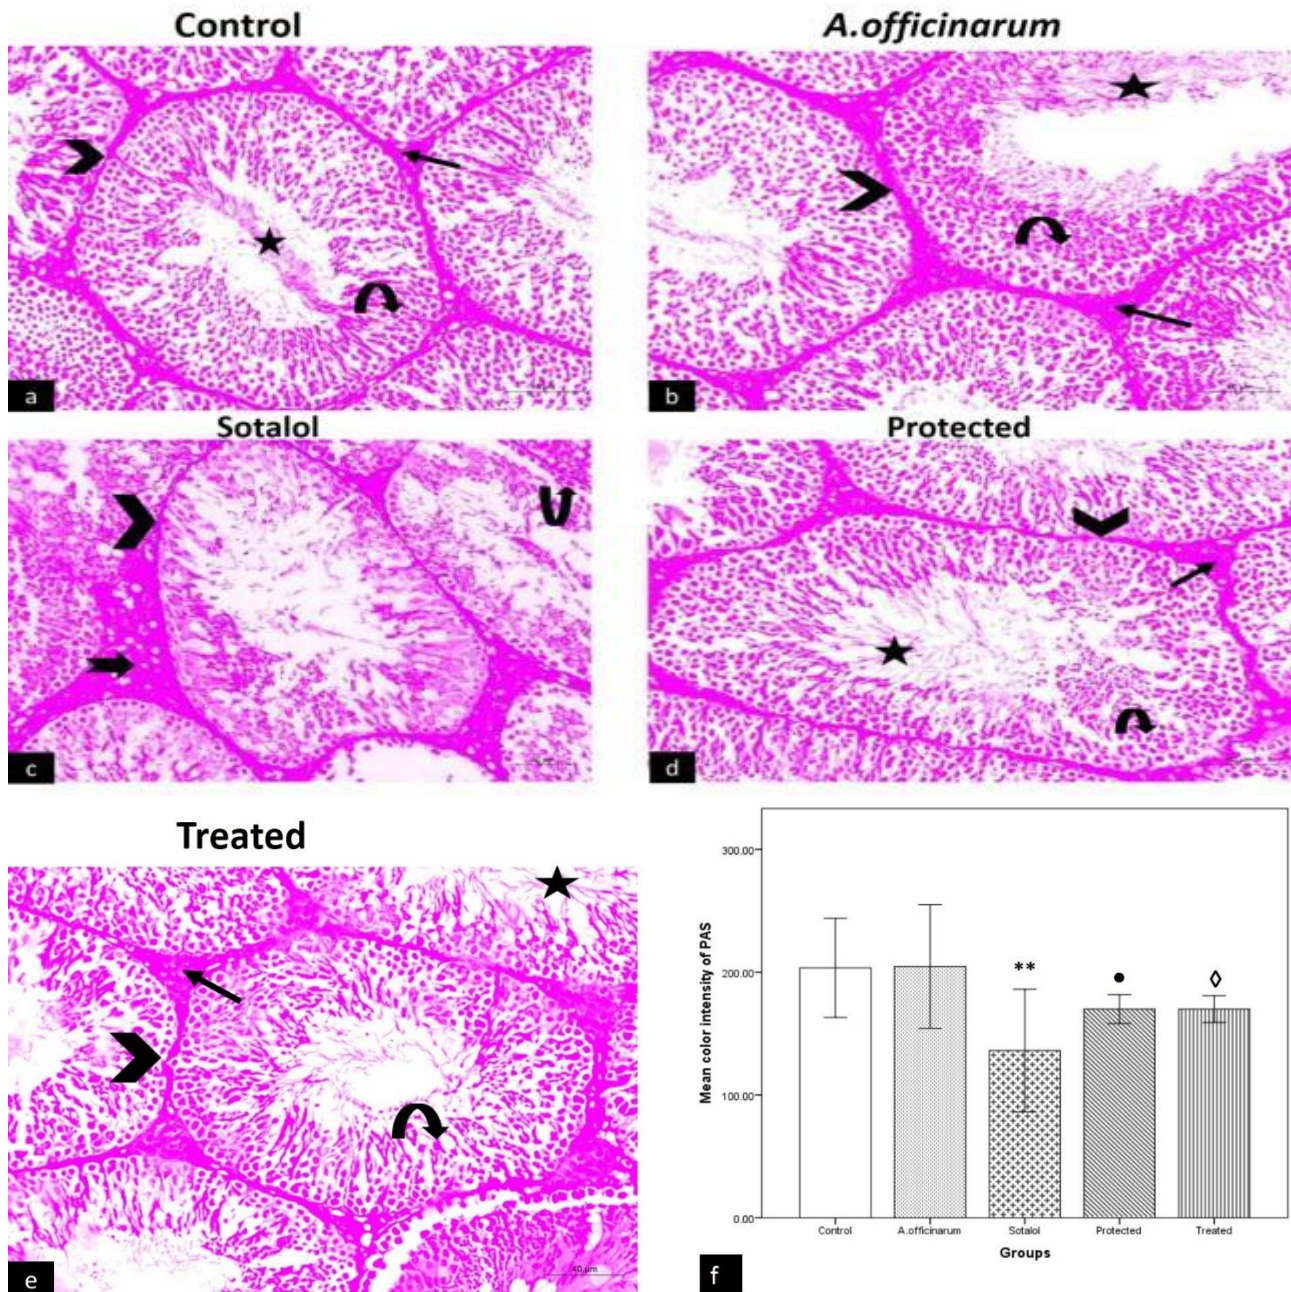 Control
A.officinarum
a
b
Sotalol
Protected
c
d
Treated
e
40 µm
300.00
200.00
100.00
0.00
Mean color intensity of PAS
**
Control
A.officinarum
Sotalol
Protected
Treated
Groups
f